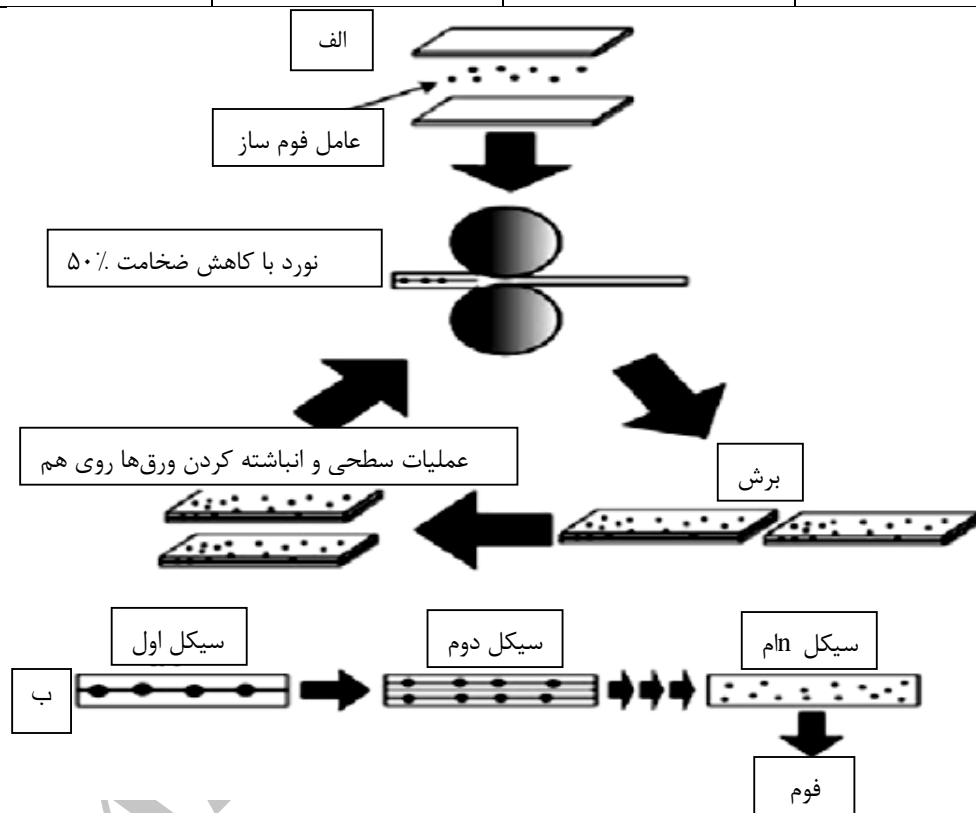 الف
عامل فوم ساز
نورد با کاهش ضخامت ٪۵۰
عملیات سطحی و انباشته کردن ورق‌ها روی هم
برش
سیکل اول
سیکل دوم
سیکل nام
ب
فوم